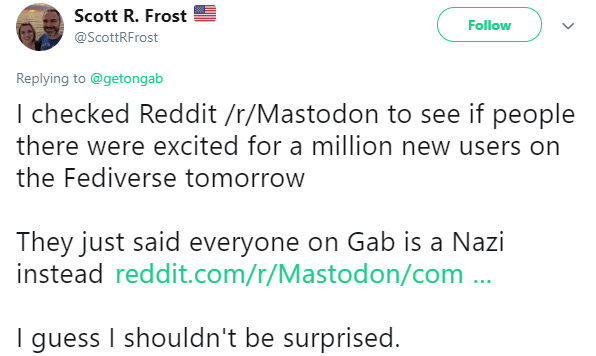 Scott R. Frost 🇺🇸
@ScottRFrost
Follow
Replying to @getongab
I checked Reddit /r/Mastodon to see if people
there were excited for a million new users on
the Fediverse tomorrow
They just said everyone on Gab is a Nazi
instead reddit.com/r/Mastodon/com ...
I guess I shouldn't be surprised.